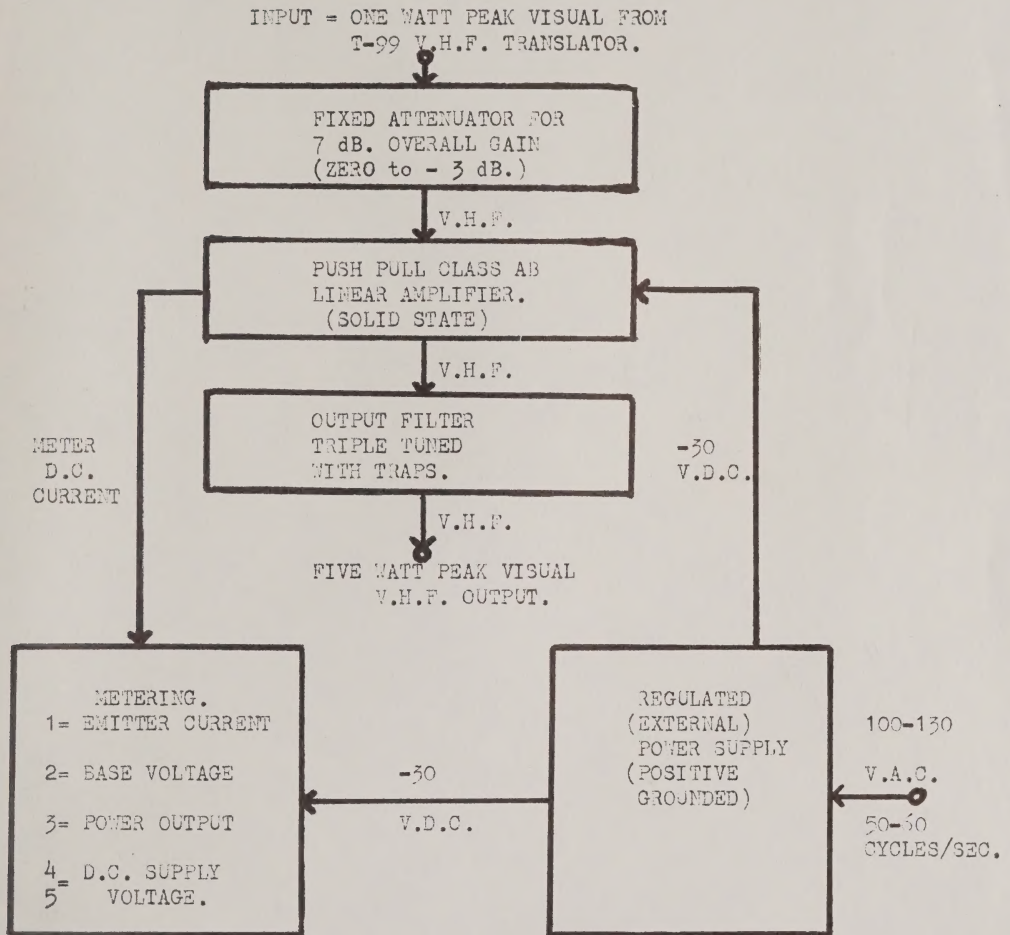 INPUT = ONE WATT PEAK VISUAL FROM
T-99 V.H.F. TRANSLATOR.
FIXED ATTENUATOR FOR
7 dB. OVERALL GAIN
(ZERO to - 3 dB.)
V.H.F.
PUSH PULL CLASS AB
LINEAR AMPLIFIER.
(SOLID STATE)
V.H.F.
OUTPUT FILTER
TRIPLE TUNED
WITH TRAPS.
V.H.F.
FIVE WATT PEAK VISUAL
V.H.F. OUTPUT.
METER
D.C.
CURRENT
-30
V.D.C.
METERING.
1= EMITTER CURRENT
2= BASE VOLTAGE
3= POWER OUTPUT
4= D.C. SUPPLY
5 VOLTAGE.
-30
V.D.C.
REGULATED
(EXTERNAL)
POWER SUPPLY
(POSITIVE
GROUNDED)
100-130
V.A.C.
50-60
CYCLES/SEC.